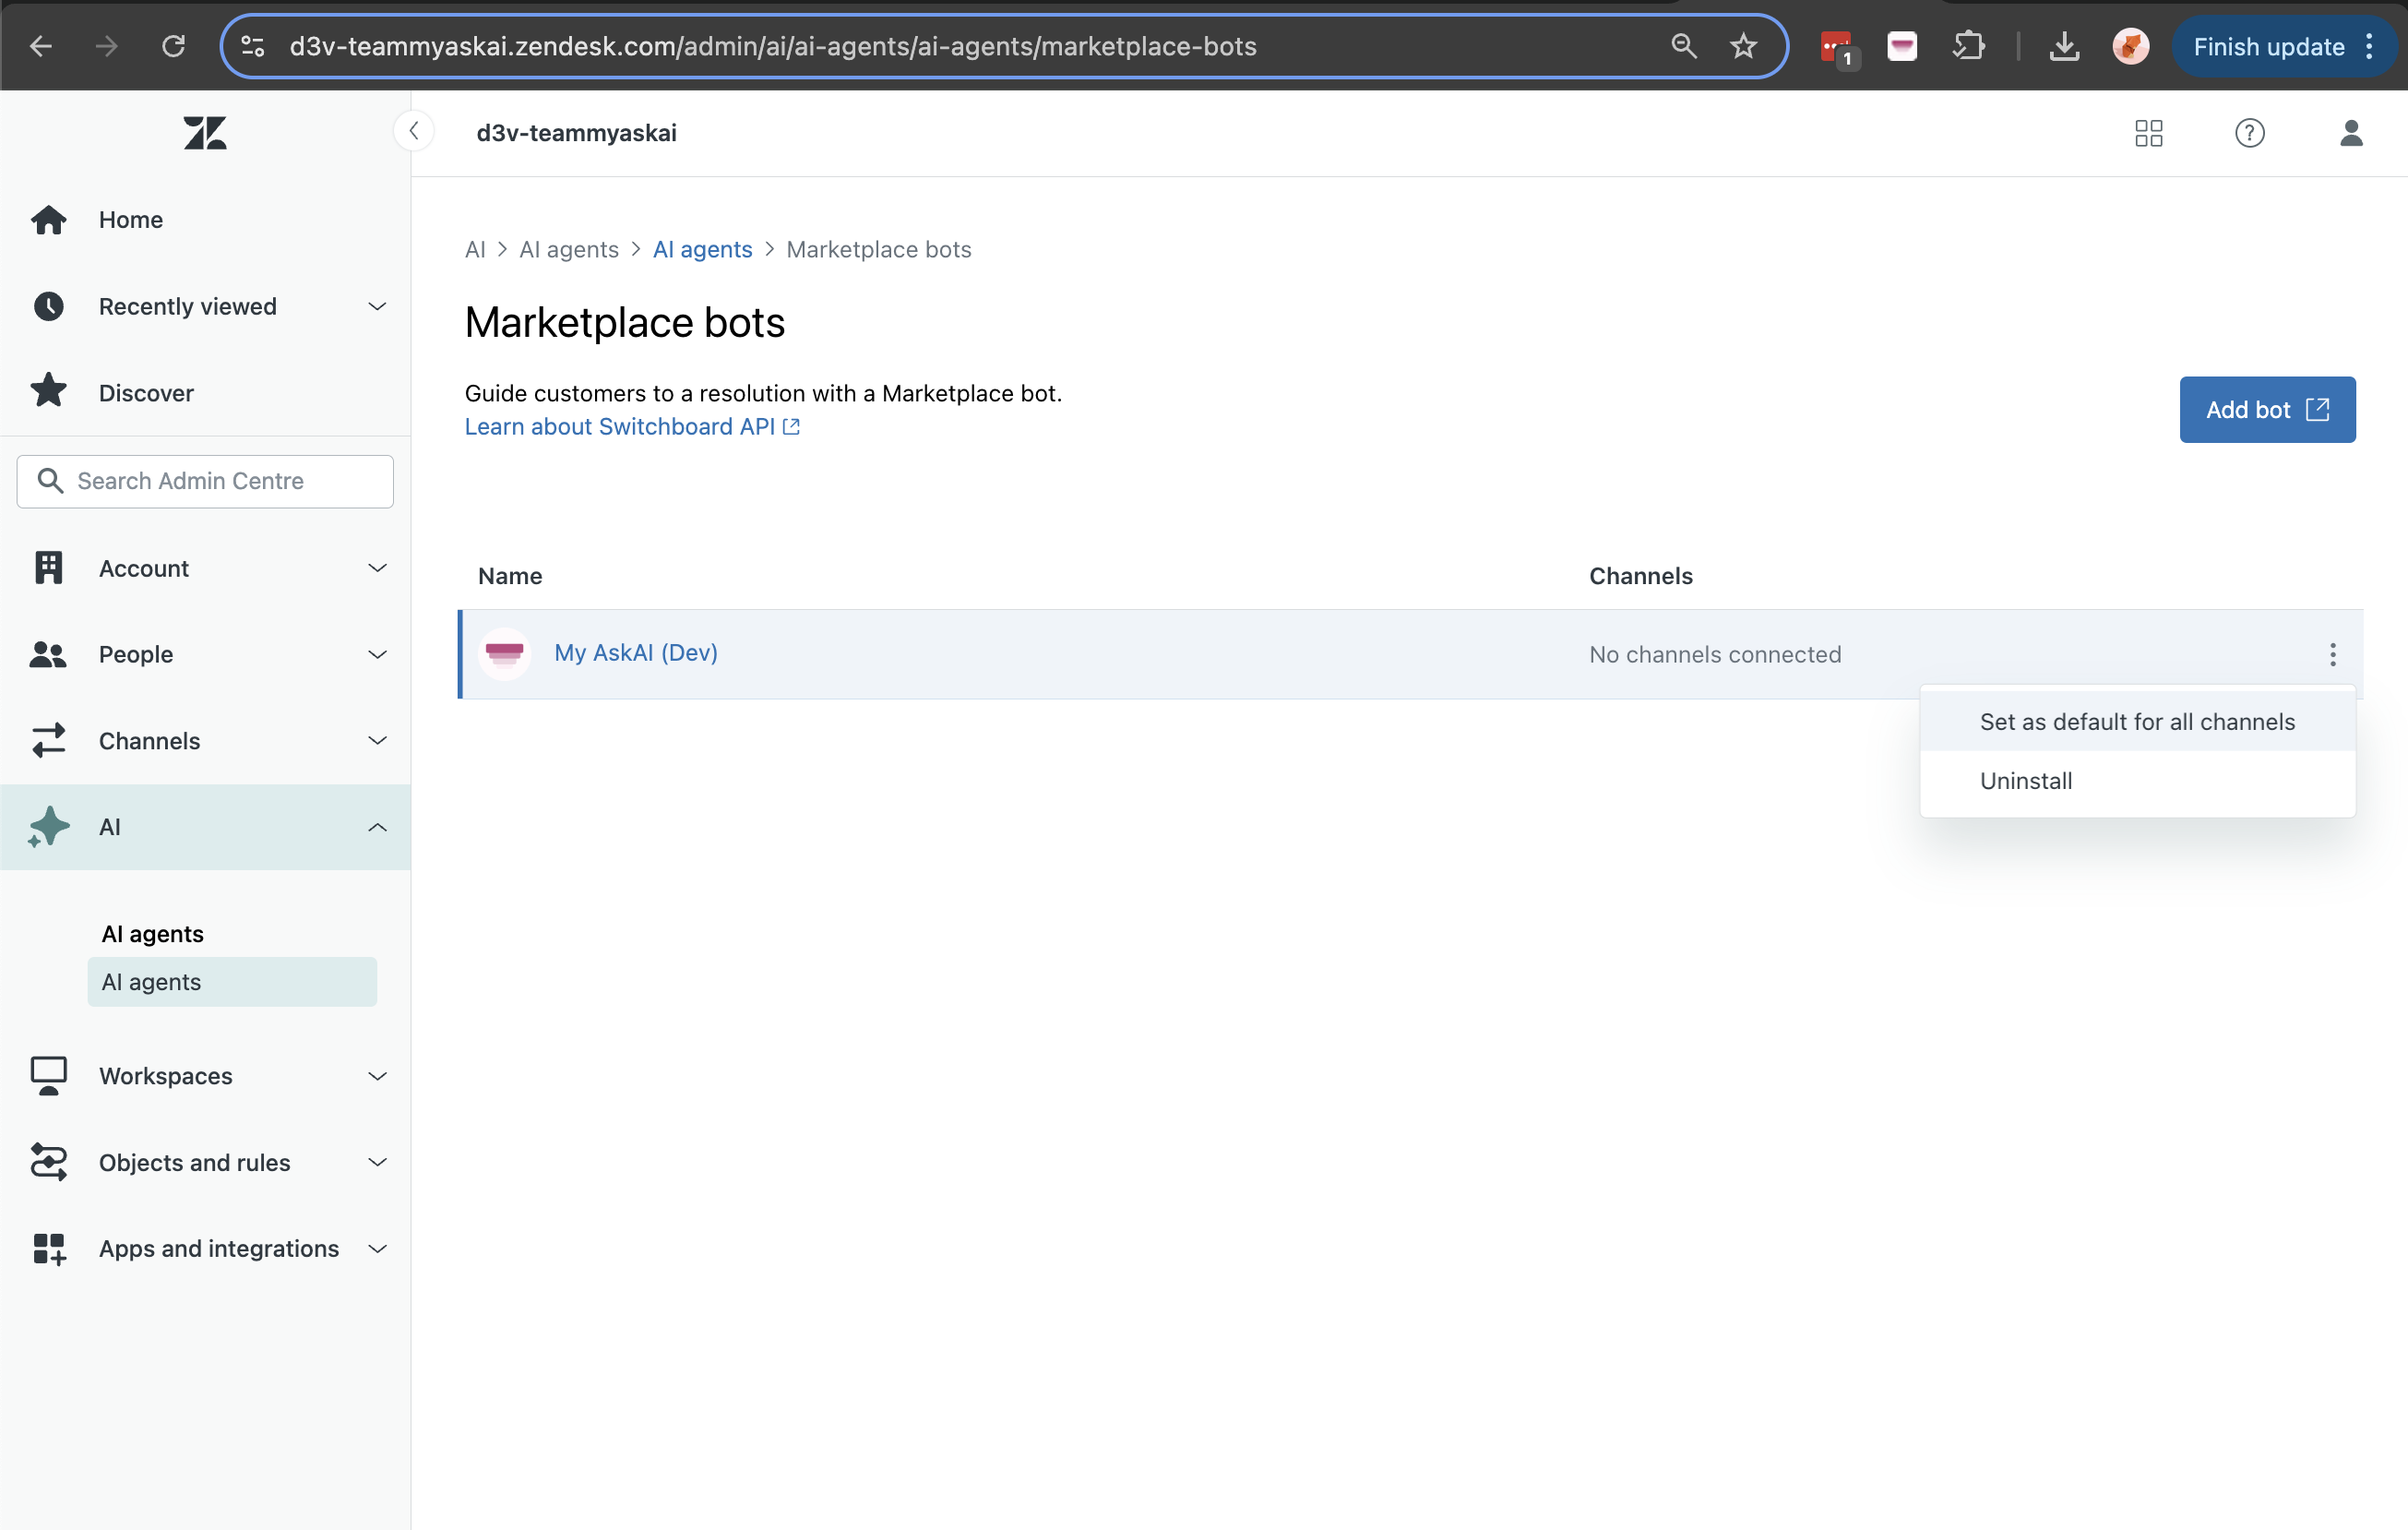 d3v-teammyaskai.zendesk.com/admin/ai/ai-agents/ai-agents/marketplace-bots
1
Finish update
d3v-teammyaskai
Home
Recently viewed
Discover
Search Admin Centre
Account
People
Channels
AI
AI agents
AI agents
Workspaces
Objects and rules
Apps and integrations
AI > AI agents > AI agents > Marketplace bots
Marketplace bots
Guide customers to a resolution with a Marketplace bot.
Learn about Switchboard API
Add bot
Name Channels
My AskAI (Dev) No channels connected
Set as default for all channels
Uninstall